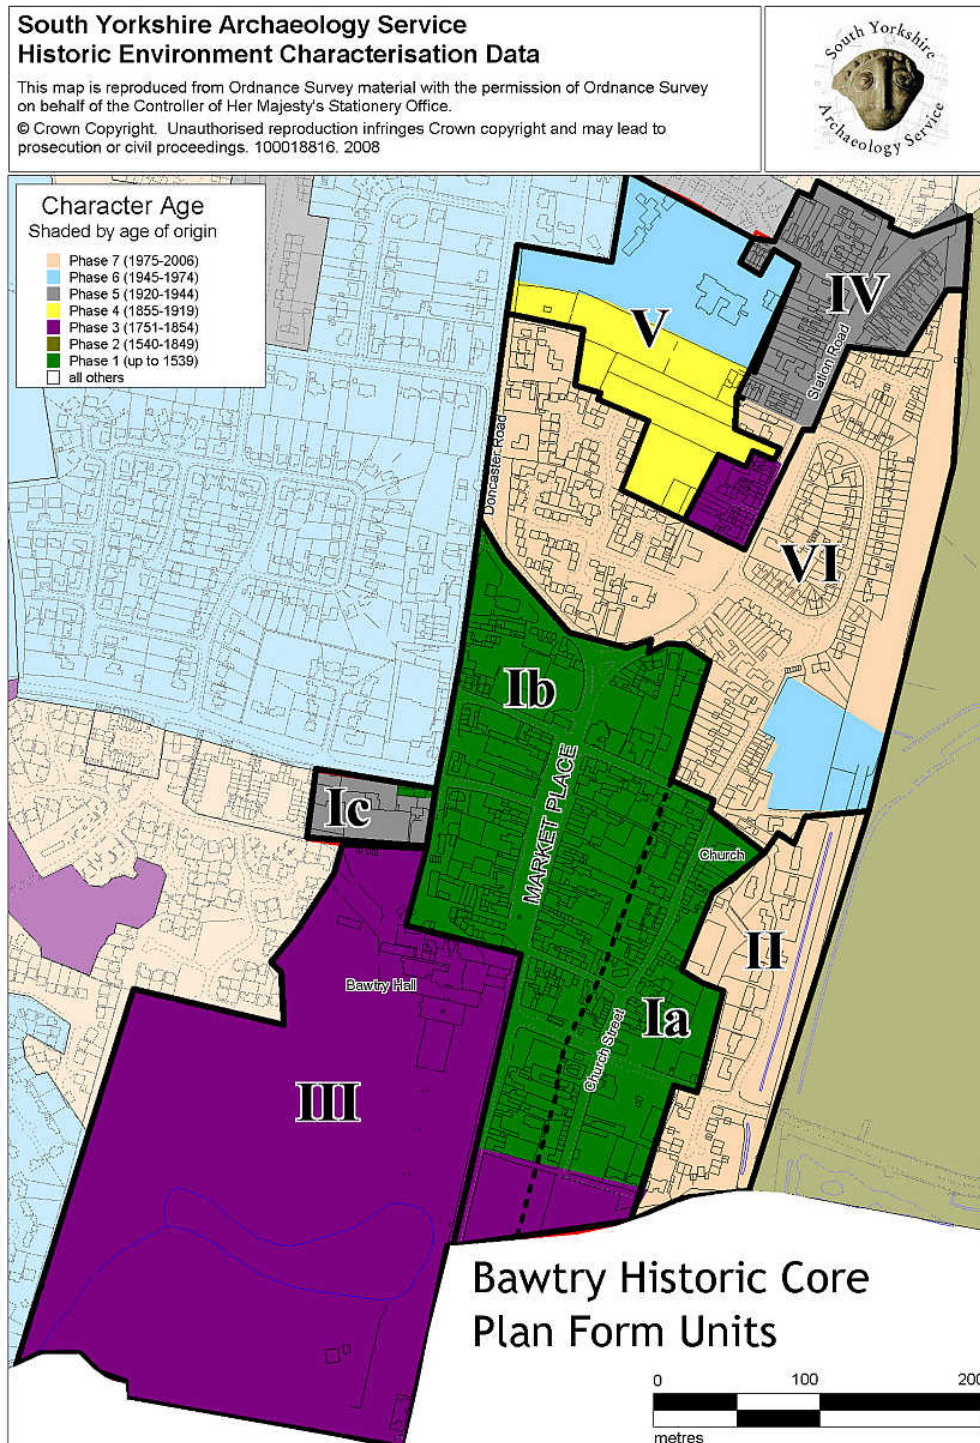 South Yorkshire Archaeology Service
Historic Environment Characterisation Data
This map is reproduced from Ordnance Survey material with the permission of Ordnance Survey
on behalf of the Controller of Her Majesty's Stationery Office.
© Crown Copyright. Unauthorised reproduction infringes Crown copyright and may lead to
prosecution or civil proceedings. 100018816. 2008
South Yorkshire
Archaeology Service
Character Age
Shaded by age of origin
Phase 7 (1975-2006)
Phase 6 (1945-1974)
Phase 5 (1920-1944)
Phase 4 (1855-1919)
Phase 3 (1751-1854)
Phase 2 (1540-1849)
Phase 1 (up to 1539)
all others
IV
V
Station Road
Doncaster Road
VI
Ib
MARKET PLACE
Ic
Church
II
Bawtry Hall
Ia
Church Street
III
Bawtry Historic Core
Plan Form Units
0 100 200
metres